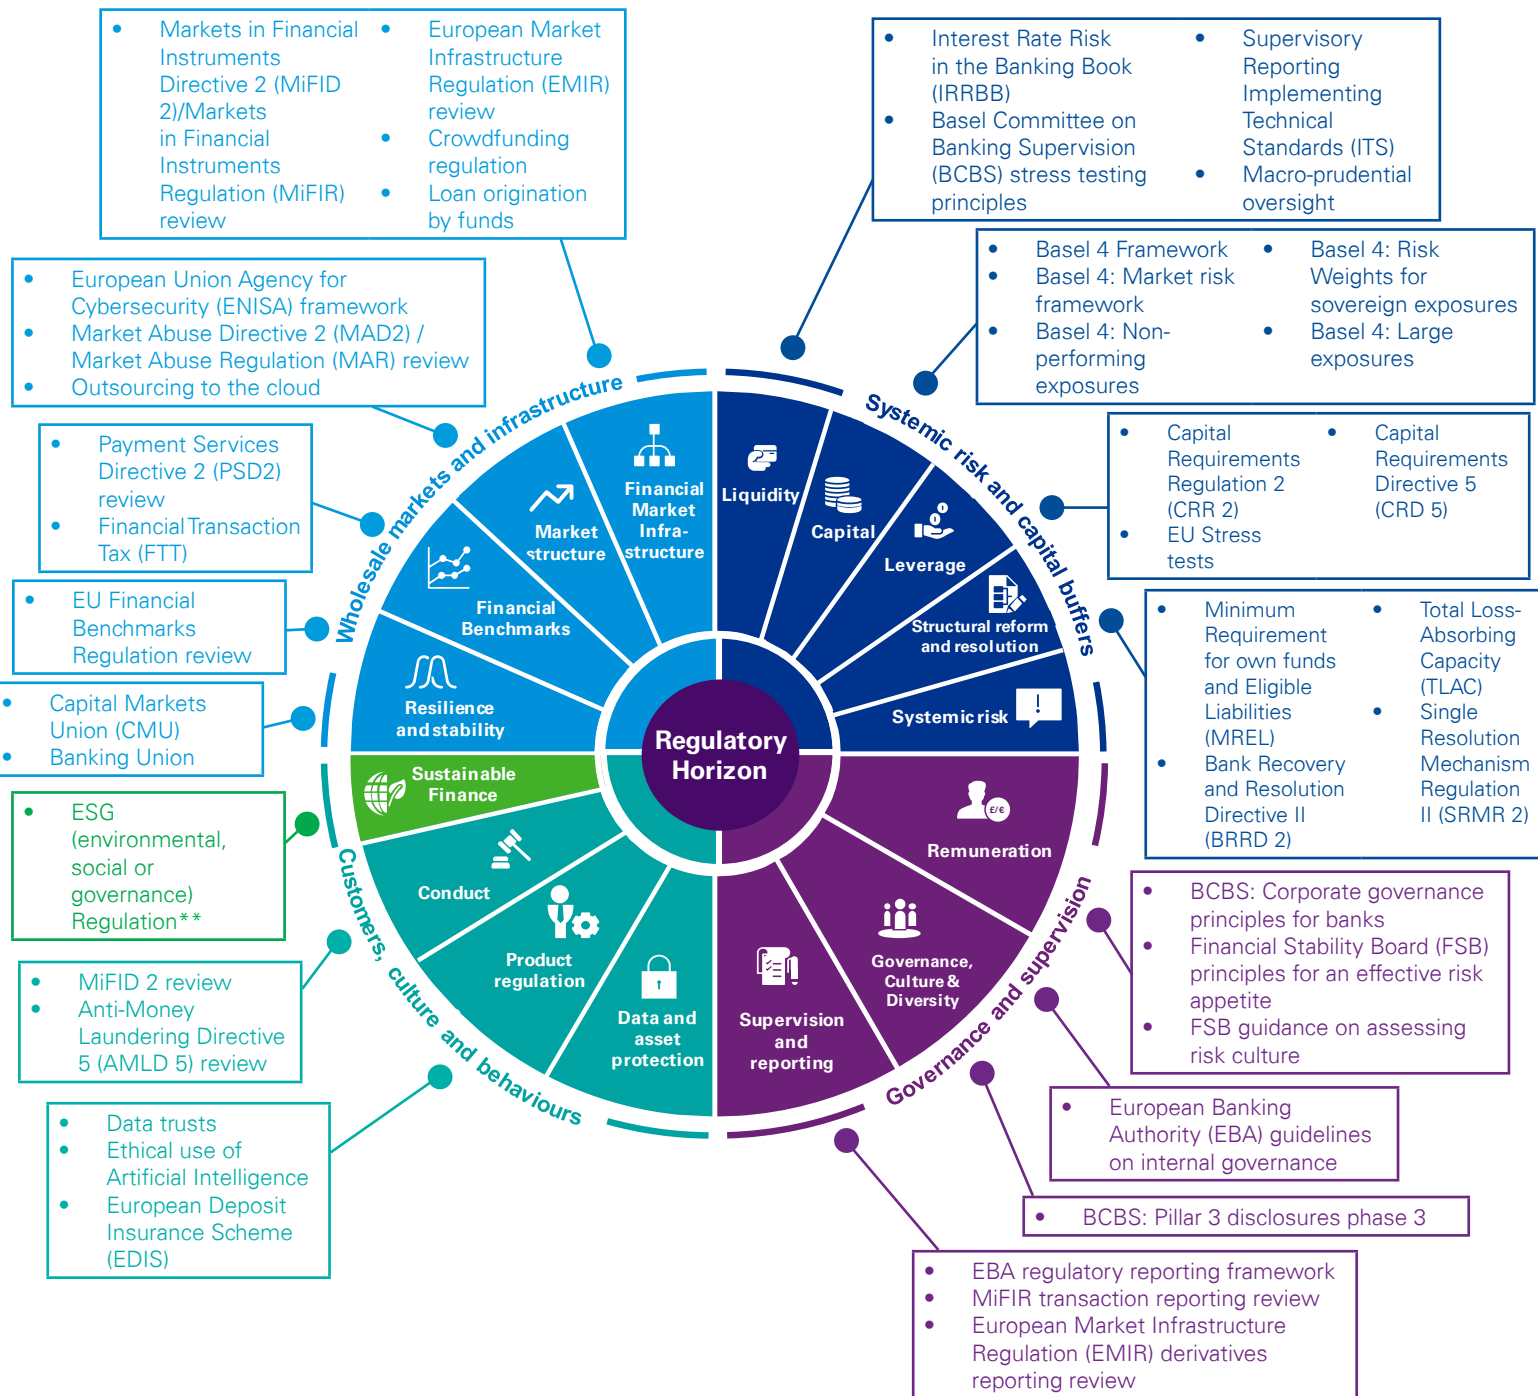 • Markets in Financial
Instruments
Directive 2 (MiFID
2)/Markets
in Financial
Instruments
Regulation (MiFIR)
review
• European Market
Infrastructure
Regulation (EMIR)
review
• Crowdfunding
regulation
• Loan origination
by funds
• Interest Rate Risk
in the Banking Book
(IRRBB)
• Basel Committee on
Banking Supervision
(BCBS) stress testing
principles
• Supervisory
Reporting
Implementing
Technical
Standards (ITS)
• Macro-prudential
oversight
• European Union Agency for
Cybersecurity (ENISA) framework
• Market Abuse Directive 2 (MAD2) /
Market Abuse Regulation (MAR) review
• Outsourcing to the cloud
• Basel 4 Framework
• Basel 4: Market risk
framework
• Basel 4: Non-
performing
exposures
• Basel 4: Risk
Weights for
sovereign exposures
• Basel 4: Large
exposures
• Payment Services
Directive 2 (PSD2)
review
• Financial Transaction
Tax (FTT)
• Capital
Requirements
Regulation 2
(CRR 2)
• EU Stress
tests
• Capital
Requirements
Directive 5
(CRD 5)
• EU Financial
Benchmarks
Regulation review
• Minimum
Requirement
for own funds
and Eligible
Liabilities
(MREL)
• Bank Recovery
and Resolution
Directive II
(BRRD 2)
• Total Loss-
Absorbing
Capacity
(TLAC)
• Single
Resolution
Mechanism
Regulation
II (SRMR 2)
• Capital Markets
Union (CMU)
• Banking Union
• ESG
(environmental,
social or
governance)
Regulation**
• MiFID 2 review
• Anti-Money
Laundering Directive
5 (AMLD 5) review
• Data trusts
• Ethical use of
Artificial Intelligence
• European Deposit
Insurance Scheme
(EDIS)
• BCBS: Corporate governance
principles for banks
• Financial Stability Board (FSB)
principles for an effective risk
appetite
• FSB guidance on assessing
risk culture
• European Banking
Authority (EBA) guidelines
on internal governance
• BCBS: Pillar 3 disclosures phase 3
• EBA regulatory reporting framework
• MiFIR transaction reporting review
• European Market Infrastructure
Regulation (EMIR) derivatives
reporting review
Wholesale markets and infrastructure
Systemic risk and capital buffers
Customers, culture and behaviours
Governance and supervision
Financial
Market
Infra-
structure
Market
structure
Financial
Benchmarks
Resilience
and stability
Liquidity
Capital
Leverage
Structural reform
and resolution
Systemic risk
Regulatory
Horizon
Sustainable
Finance
Conduct
Product
regulation
Data and
asset
protection
£/€
Remuneration
Governance,
Culture &
Diversity
Supervision
and
reporting